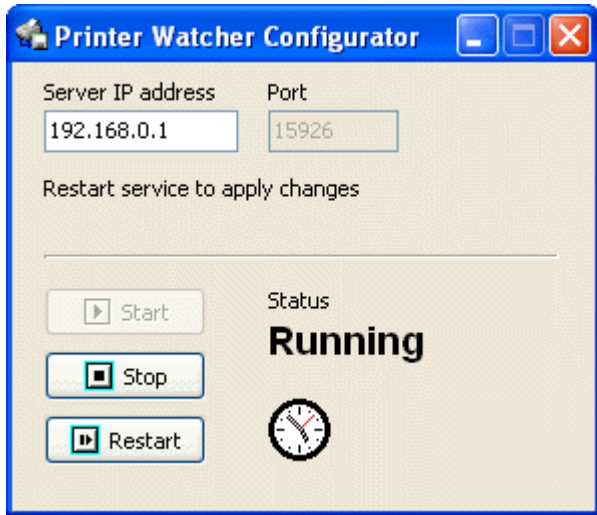 Printer Watcher Configurator
Server IP address Port
192.168.0.1 15926
Restart service to apply changes
Start
Status
Running
Stop
Restart